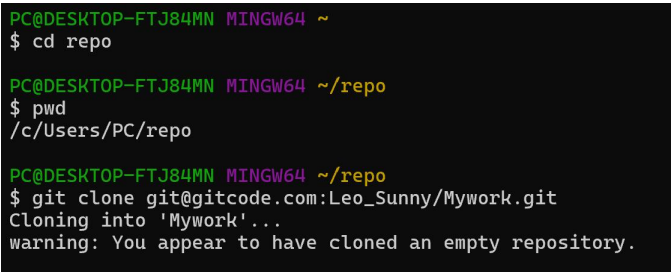 PC@DESKTOP-FTJ84MN MINGW64 ~
$ cd repo
PC@DESKTOP-FTJ84MN MINGW64 ~/repo
$ pwd
/c/Users/PC/repo
PC@DESKTOP-FTJ84MN MINGW64 ~/repo
$ git clone git@gitcode.com:Leo_Sunny/Mywork.git
Cloning into 'Mywork'...
warning: You appear to have cloned an empty repository.